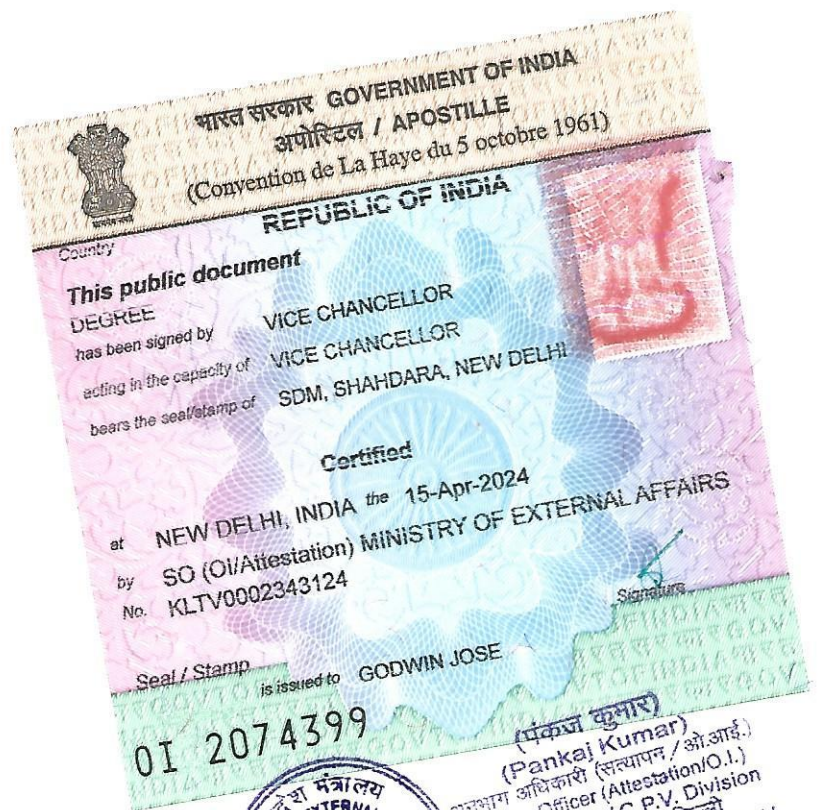 भारत सरकार GOVERNMENT OF INDIA
अपोस्टिल / APOSTILLE
(Convention de La Haye du 5 octobre 1961)
REPUBLIC OF INDIA
Country
This public document
DEGREE
has been signed by VICE CHANCELLOR
acting in the capacity of VICE CHANCELLOR
bears the seal/stamp of SDM, SHAHDARA, NEW DELHI
Certified
at NEW DELHI, INDIA the 15-Apr-2024
by SO (OI/Attestation) MINISTRY OF EXTERNAL AFFAIRS
No. KLTV0002343124
Signature
Seal / Stamp
is issued to GODWIN JOSE
OI 2074399
(पंकज कुमार)
(Pankaj Kumar)
अधिकारी (सत्यापन / ओ.आई.)
Officer (Attestation/O.I.)
C.P.V. Division
मंत्रालय
EXTERNAL